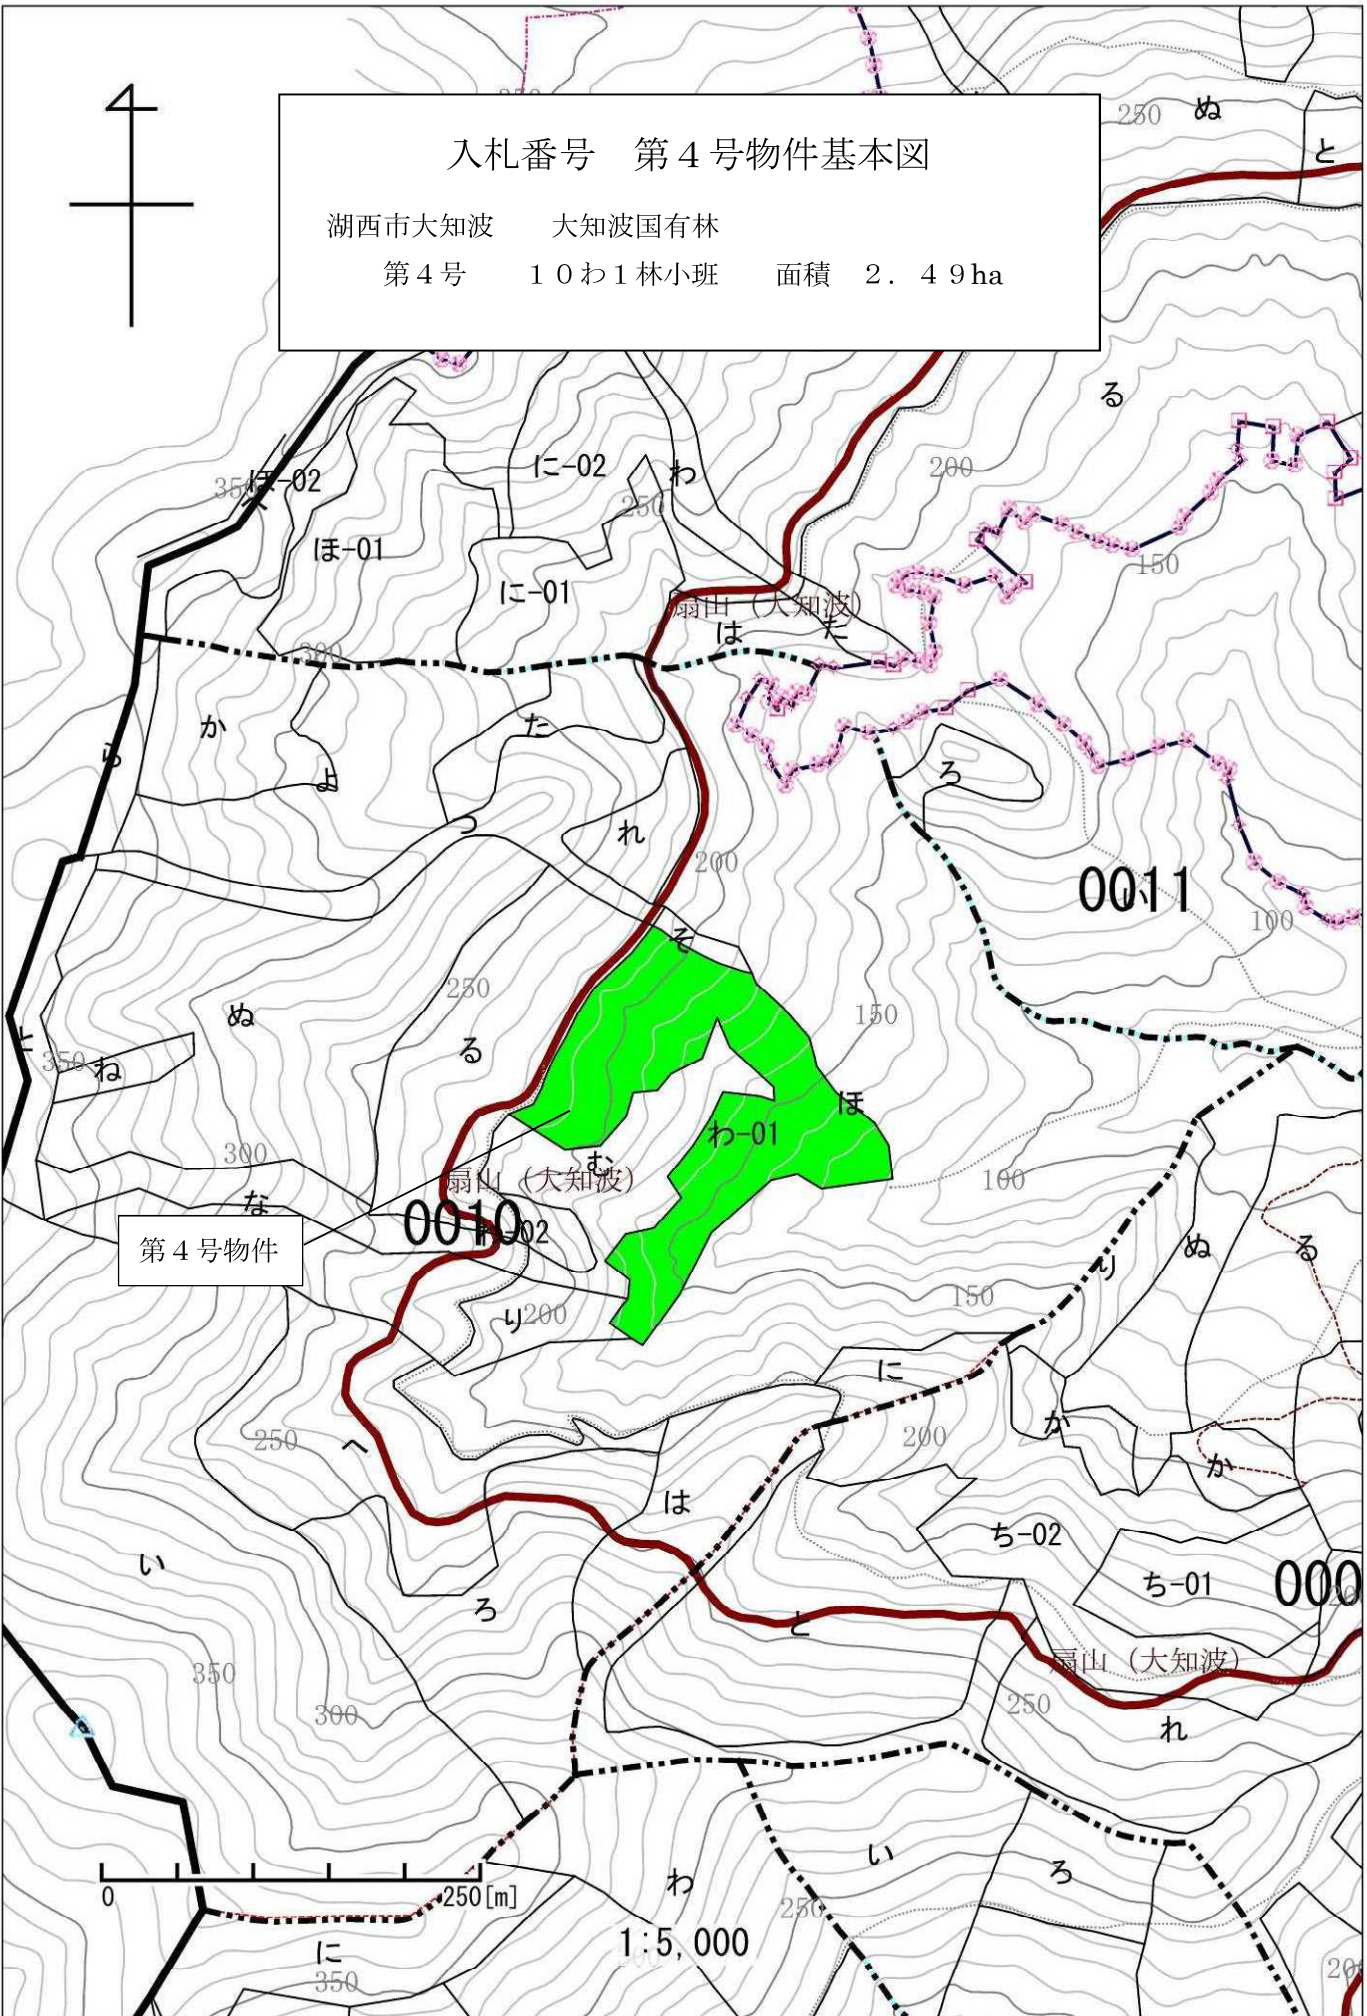 250
ぬ
と
入札番号　第４号物件基本図
湖西市大知波　　大知波国有林
第４号　　１０わ１林小班　　面積　２．４９ha
る
200
に-02
わ
350
ほ-02
250
ほ-01
150
に-01
扇山（大知波）
は
た
300
か
た
ら
よ
ろ
つ
れ
200
0011
い
100
そ
250
ぬ
150
と
る
350
ね
ほ
わ-01
300
む
扇山（大知波）
100
な
0010
-02
ぬ
る
第４号物件
り
150
り
200
に
か
250
へ
200
か
は
ち-02
い
ち-01
000
ろ
と
扇山（大知波）
350
250
300
れ
い
ろ
0
250[m]
わ
250
1:5,000
に
350
200